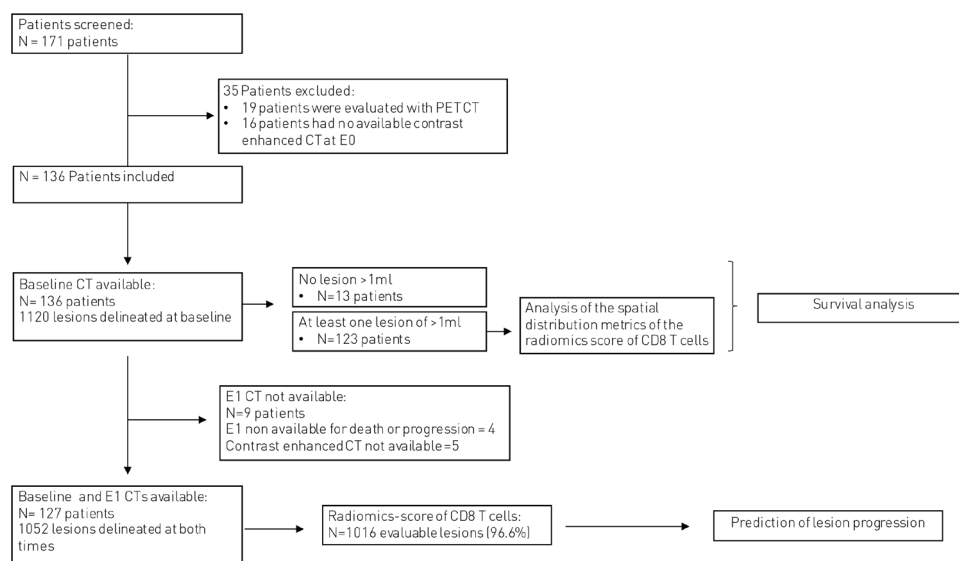 Patients screened:
N = 171 patients
35 Patients excluded:
• 19 patients were evaluated with PETCT
• 16 patients had no available contrast
enhanced CT at E0
N = 136 Patients included
Baseline CT available:
N= 136 patients
1120 lesions delineated at baseline
No lesion >1ml
• N=13 patients
At least one lesion of >1ml
• N=123 patients
Analysis of the spatial
distribution metrics of the
radiomics score of CD8 T cells
Survival analysis
E1 CT not available:
N=9 patients
E1 non available for death or progression = 4
Contrast enhanced CT not available =5
Baseline and E1 CTs available:
N= 127 patients
1052 lesions delineated at both
times
Radiomics-score of CD8 T cells:
N=1016 evaluable lesions (96.6%)
Prediction of lesion progression